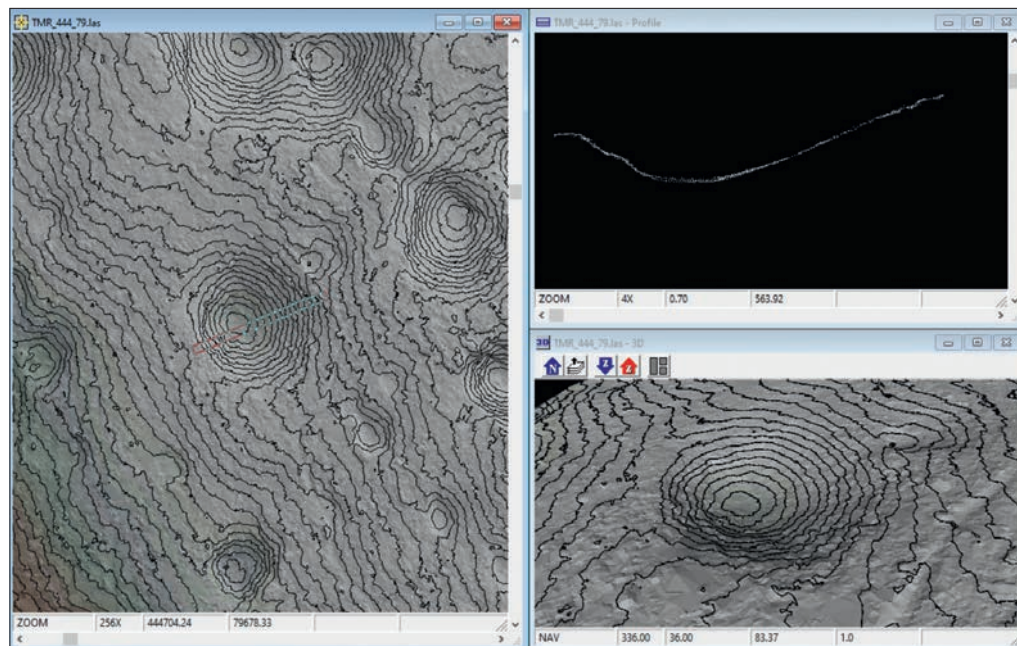 TMR_444_79.las
ZOOM 256X 444704.24 79678.33
TMR_444_79.las - Profile
ZOOM 4X 0.70 563.92
3D TMR_444_79.las - 3D
N Z Z
NAV 336.00 36.00 83.37 1.0